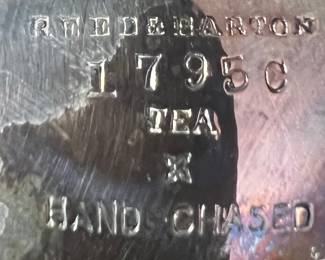 REED & BARTON
1795C
TEA
X
HAND CHASED